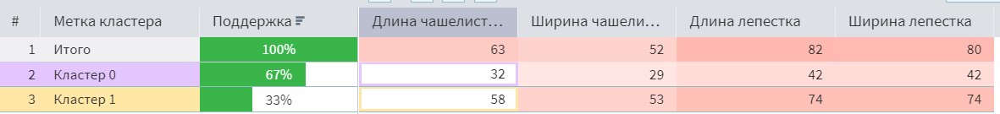 # Метка кластера Поддержка Длина чашелист... Ширина чашели... Длина лепестка Ширина лепестка
1 Итого 100% 63 52 82 80
2 Кластер 0 67% 32 29 42 42
3 Кластер 1 33% 58 53 74 74